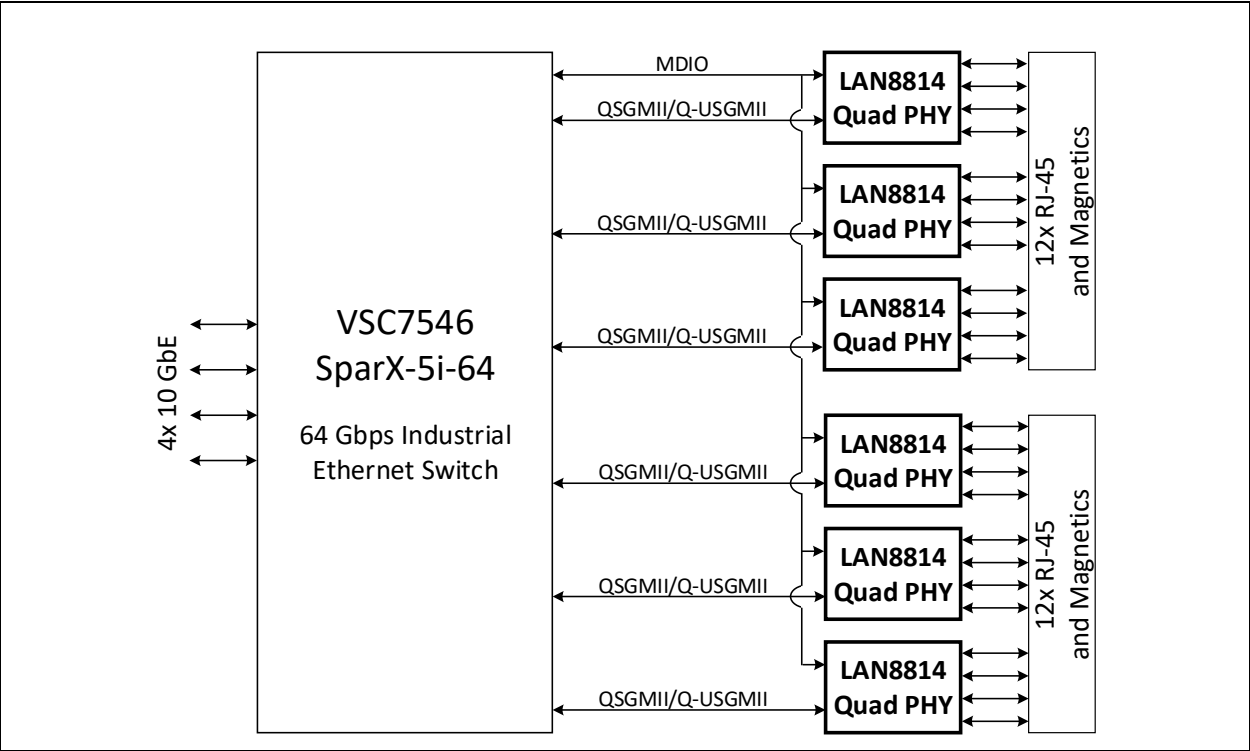 4x 10 GbE
VSC7546
SparX-5i-64
64 Gbps Industrial
Ethernet Switch
MDIO
QSGMII/Q-USGMII
QSGMII/Q-USGMII
QSGMII/Q-USGMII
QSGMII/Q-USGMII
QSGMII/Q-USGMII
QSGMII/Q-USGMII
LAN8814
Quad PHY
LAN8814
Quad PHY
LAN8814
Quad PHY
LAN8814
Quad PHY
LAN8814
Quad PHY
LAN8814
Quad PHY
12x RJ-45
and Magnetics
12x RJ-45
and Magnetics